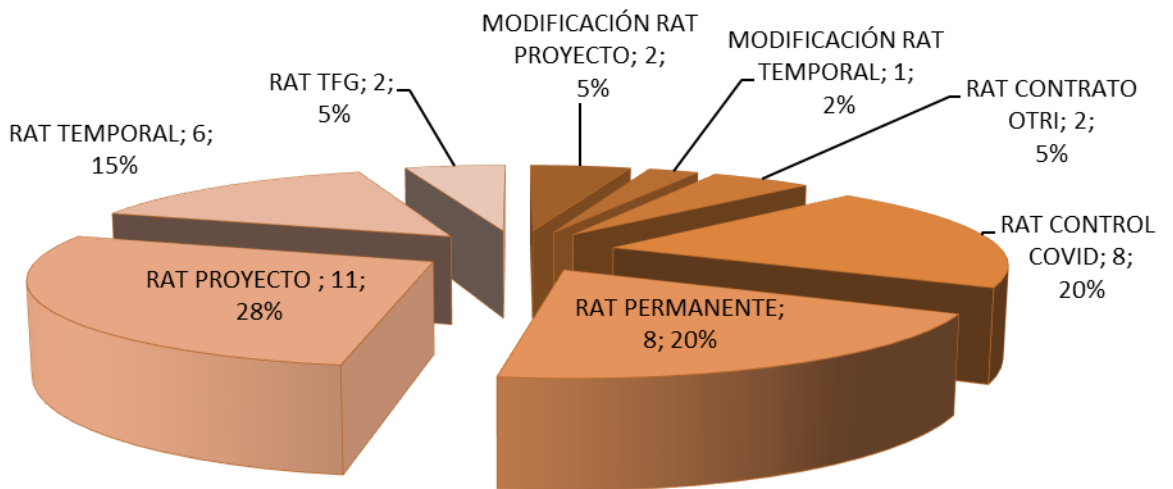 MODIFICACIÓN RAT
PROYECTO; 2;
5%
MODIFICACIÓN RAT
TEMPORAL; 1;
2%
RAT CONTRATO
OTRI; 2;
5%
RAT CONTROL
COVID; 8;
20%
RAT PERMANENTE;
8; 20%
RAT PROYECTO ; 11;
28%
RAT TEMPORAL; 6;
15%
RAT TFG; 2;
5%